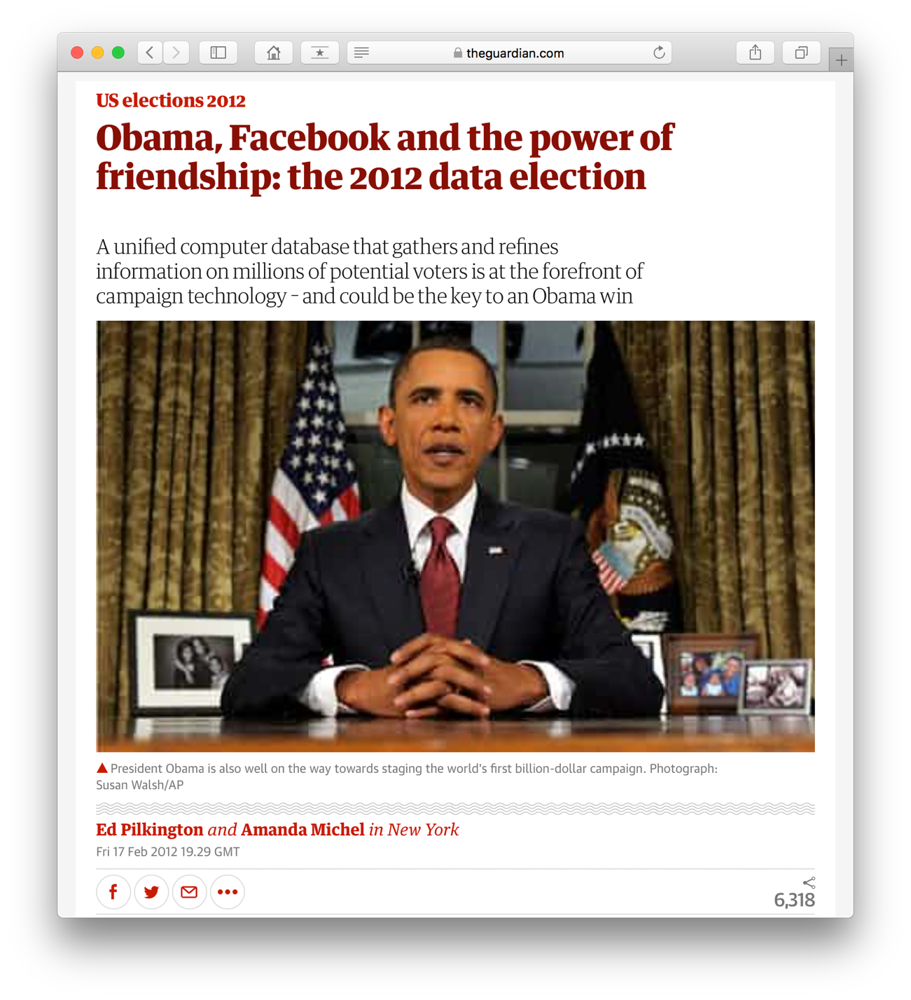 theguardian.com
US elections 2012
Obama, Facebook and the power of
friendship: the 2012 data election
A unified computer database that gathers and refines
information on millions of potential voters is at the forefront of
campaign technology – and could be the key to an Obama win
President Obama is also well on the way towards staging the world's first billion-dollar campaign. Photograph:
Susan Walsh/AP
Ed Pilkington and Amanda Michel in New York
Fri 17 Feb 2012 19.29 GMT
6,318